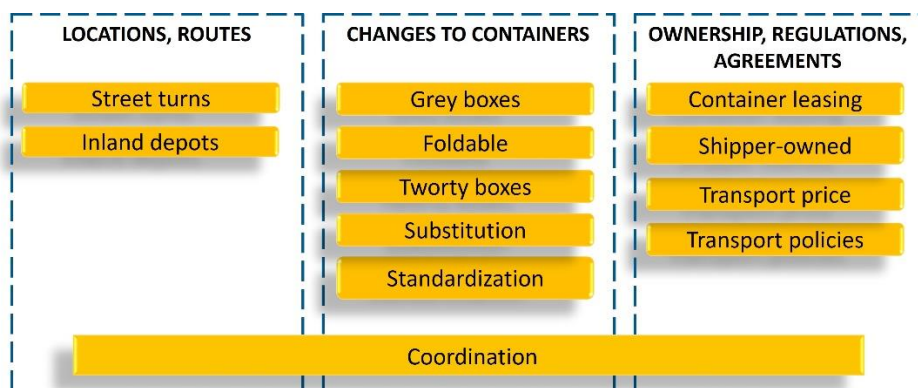 LOCATIONS, ROUTES
Street turns
Inland depots
CHANGES TO CONTAINERS
Grey boxes
Foldable
Tworty boxes
Substitution
Standardization
OWNERSHIP, REGULATIONS,
AGREEMENTS
Container leasing
Shipper-owned
Transport price
Transport policies
Coordination